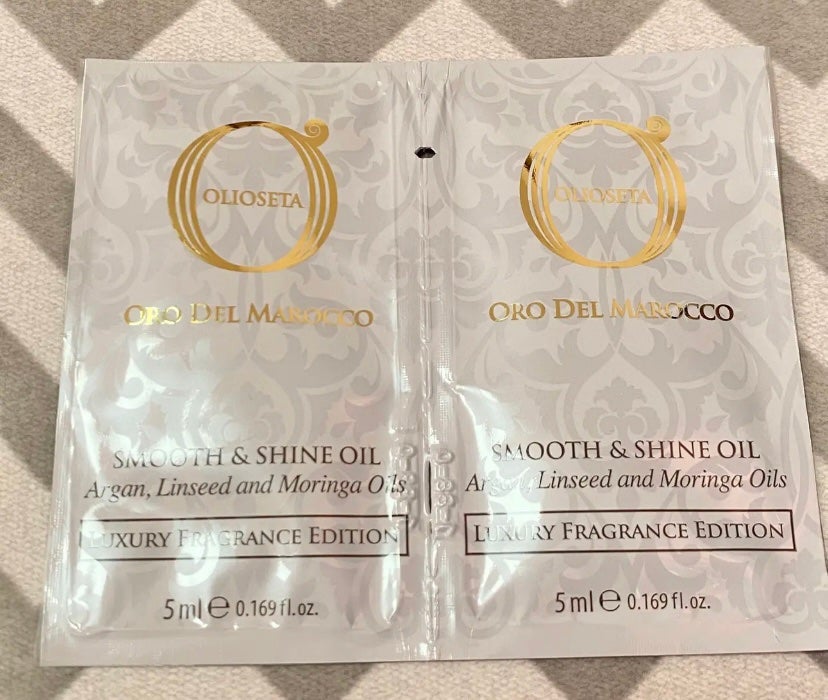 OLIOSETA
ORO DEL MAROCCO
SMOOTH & SHINE OIL
Argan, Linseed and Moringa Oils
LUXURY FRAGRANCE EDITION
5 ml ℮ 0.169 fl.oz.
OLIOSETA
ORO DEL MAROCCO
SMOOTH & SHINE OIL
Argan, Linseed and Moringa Oils
LUXURY FRAGRANCE EDITION
5 ml ℮ 0.169 fl.oz.